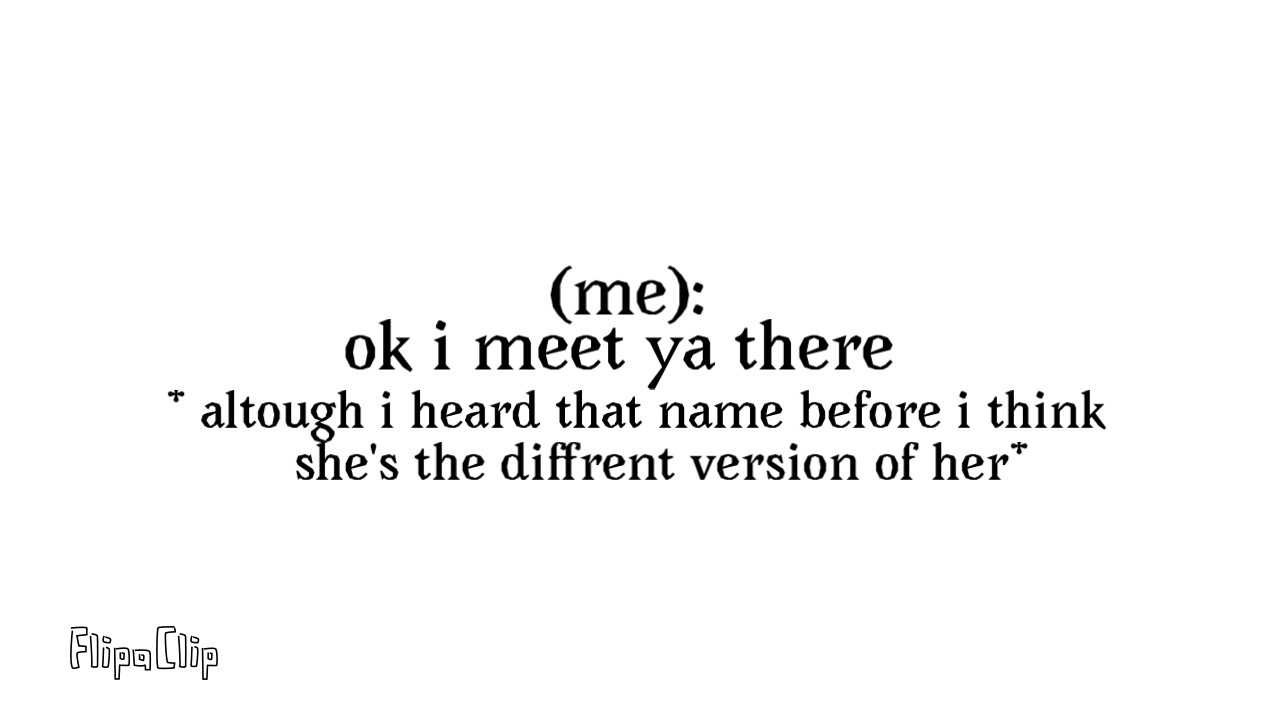 (me):
ok i meet ya there
* altough i heard that name before i think
she's the diffrent version of her*
FlipaClip